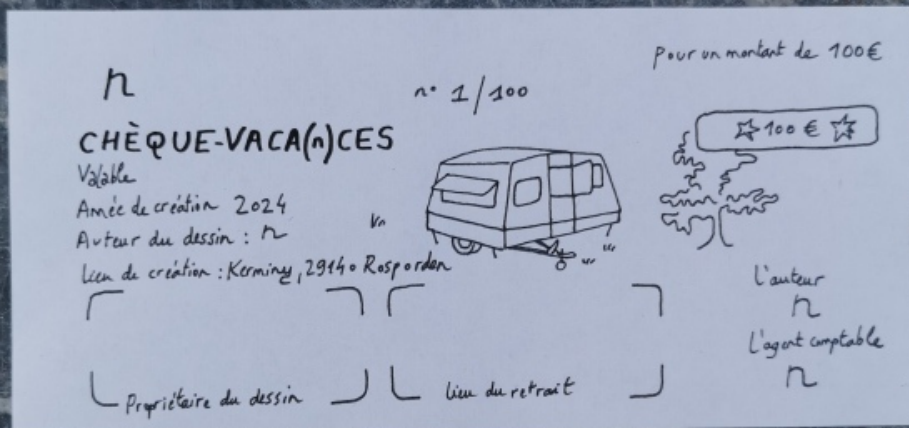 n
n° 1/100
Pour un montant de 100€
CHÈQUE-VACA(n)CES
☆ 100 € ☆
Valable
Année de création 2024
Auteur du dessin : n
Lieu de création : Kerminy, 29140 Rosporden
L'auteur
n
L'agent comptable
n
Propriétaire du dessin
Lieu du retrait